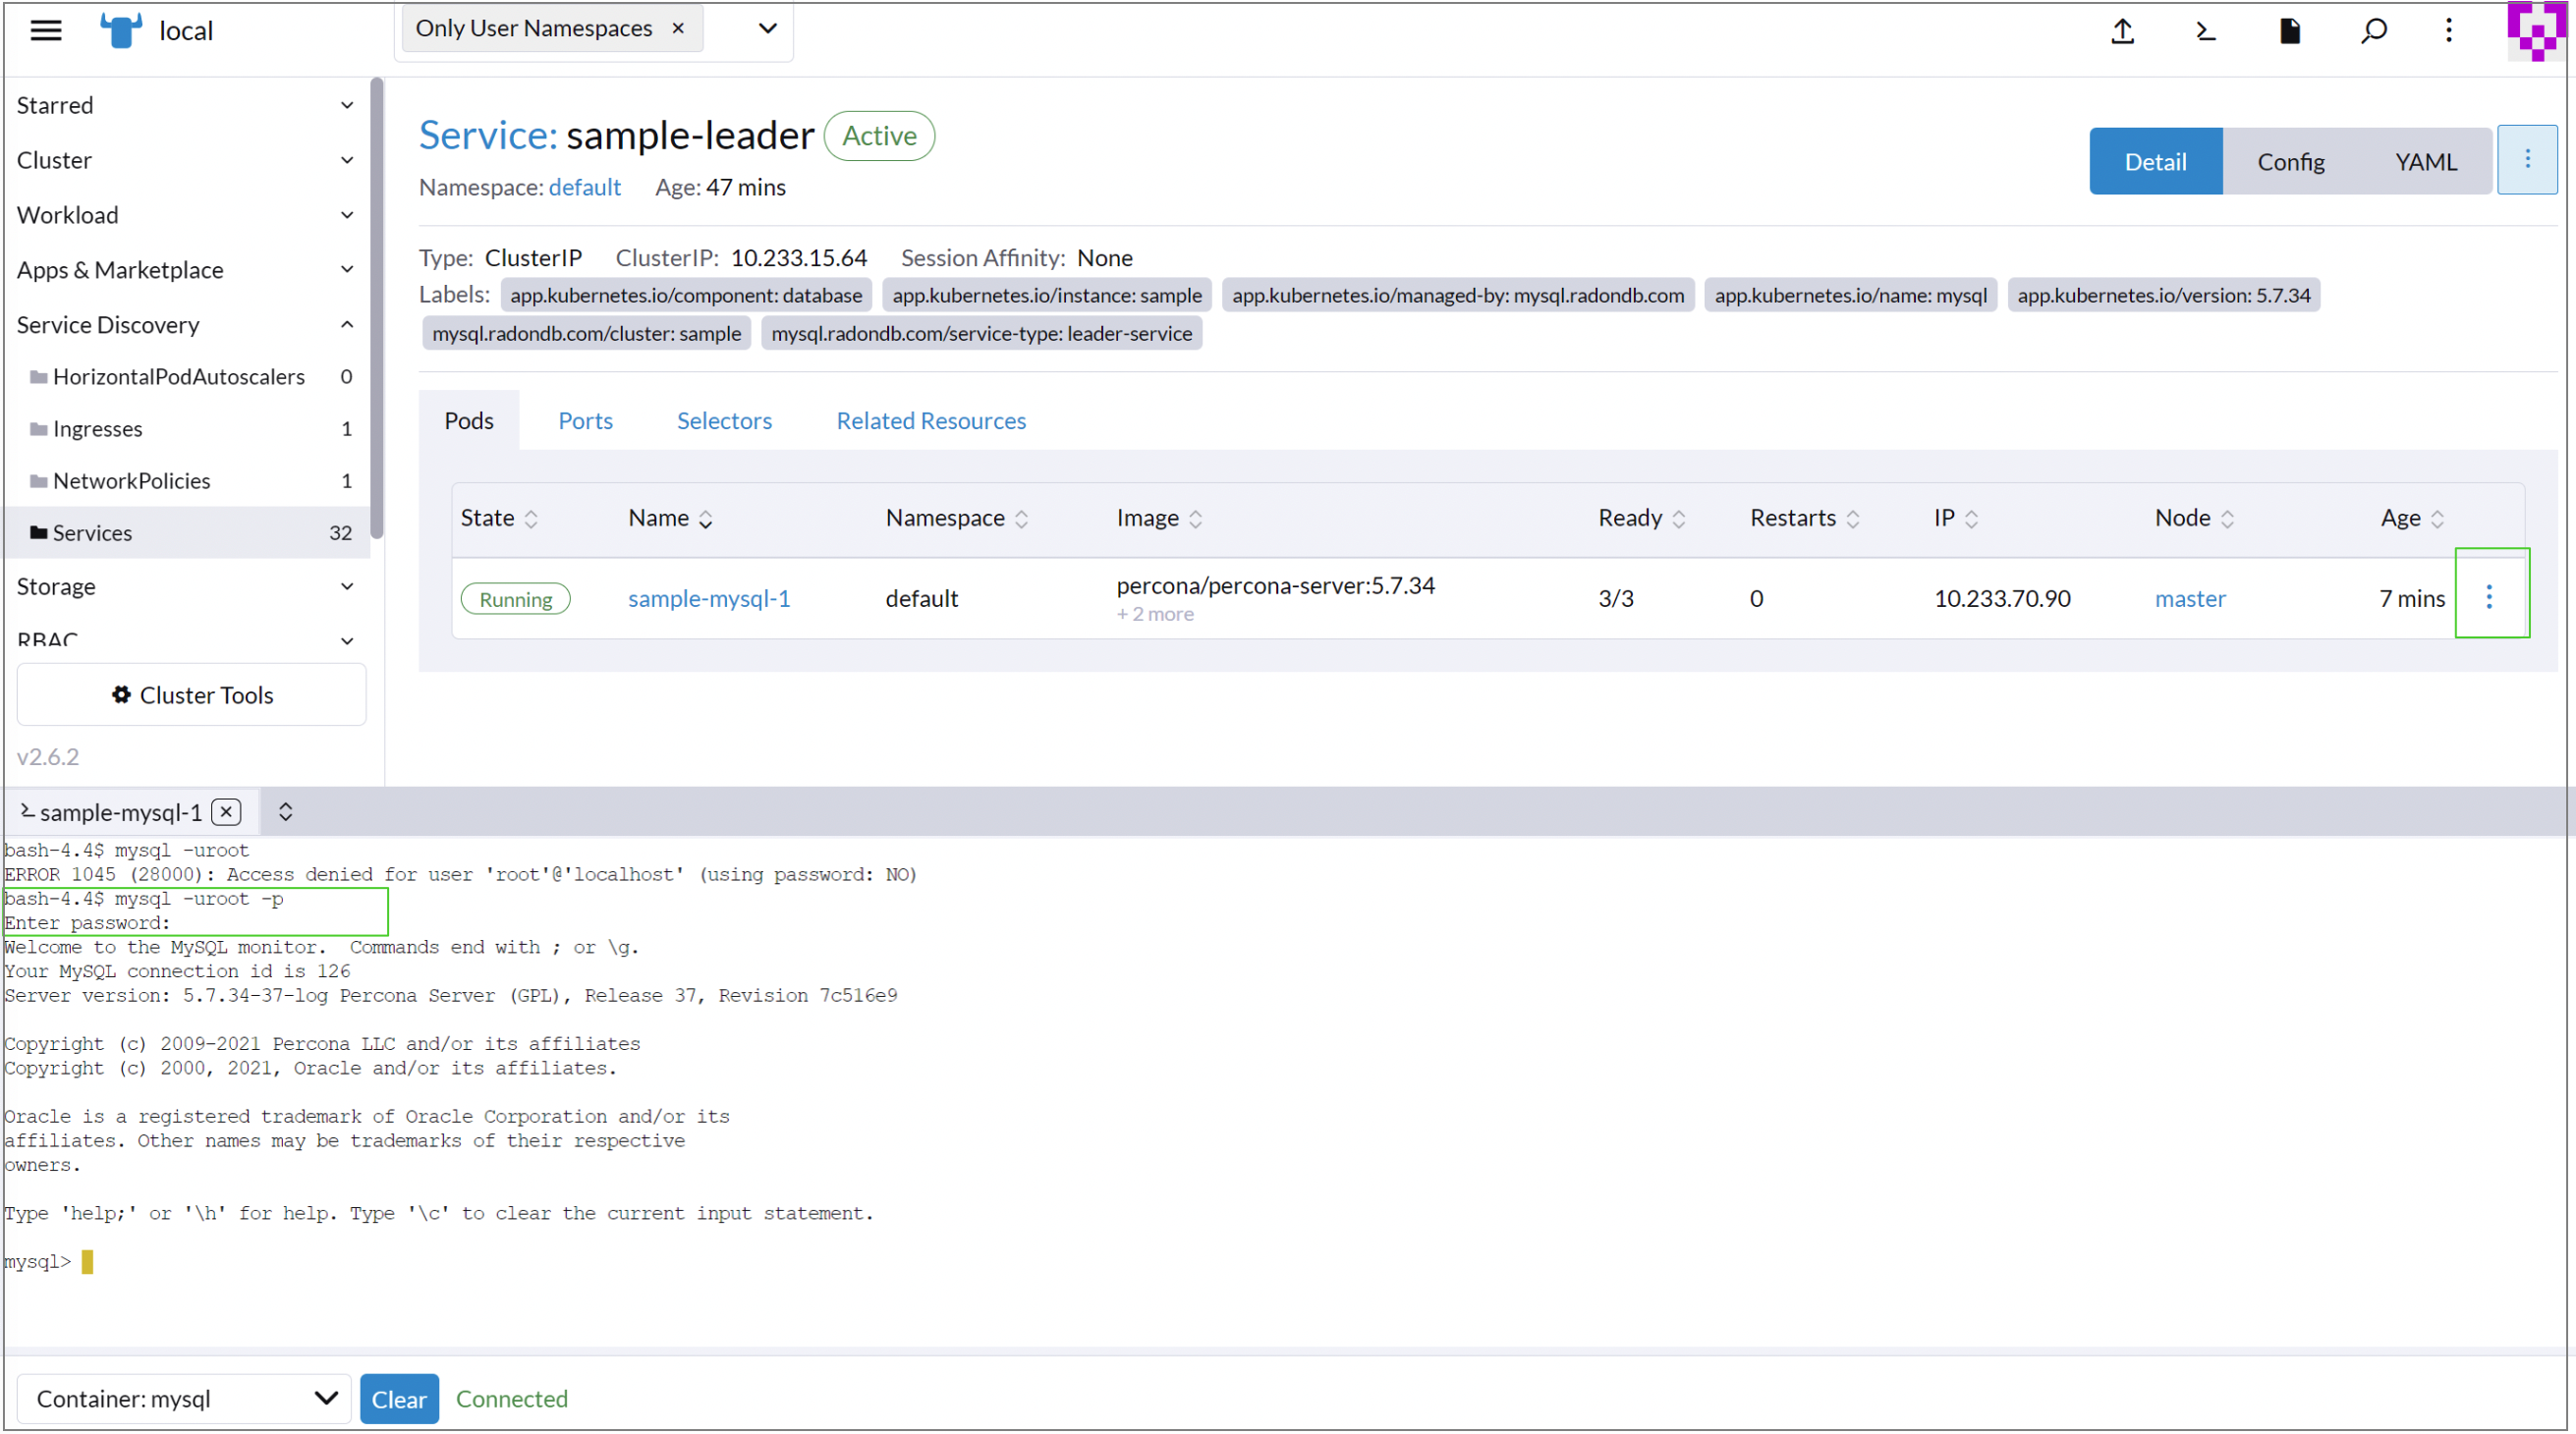 local
Only User Namespaces ×
Starred
Cluster
Workload
Apps & Marketplace
Service Discovery
HorizontalPodAutoscalers 0
Ingresses 1
NetworkPolicies 1
Services 32
Storage
RBAC
Cluster Tools
v2.6.2
Service: sample-leader Active
Detail Config YAML
Namespace: default Age: 47 mins
Type: ClusterIP ClusterIP: 10.233.15.64 Session Affinity: None
Labels: app.kubernetes.io/component: database app.kubernetes.io/instance: sample app.kubernetes.io/managed-by: mysql.radondb.com app.kubernetes.io/name: mysql app.kubernetes.io/version: 5.7.34
mysql.radondb.com/cluster: sample mysql.radondb.com/service-type: leader-service
Pods Ports Selectors Related Resources
State Name Namespace Image Ready Restarts IP Node Age
Running sample-mysql-1 default percona/percona-server:5.7.34 3/3 0 10.233.70.90 master 7 mins
+ 2 more
sample-mysql-1
bash-4.4$ mysql -uroot
ERROR 1045 (28000): Access denied for user 'root'@'localhost' (using password: NO)
bash-4.4$ mysql -uroot -p
Enter password:
Welcome to the MySQL monitor.  Commands end with ; or \g.
Your MySQL connection id is 126
Server version: 5.7.34-37-log Percona Server (GPL), Release 37, Revision 7c516e9
Copyright (c) 2009-2021 Percona LLC and/or its affiliates
Copyright (c) 2000, 2021, Oracle and/or its affiliates.
Oracle is a registered trademark of Oracle Corporation and/or its
affiliates. Other names may be trademarks of their respective
owners.
Type 'help;' or '\h' for help. Type '\c' to clear the current input statement.
mysql>
Container: mysql Clear Connected